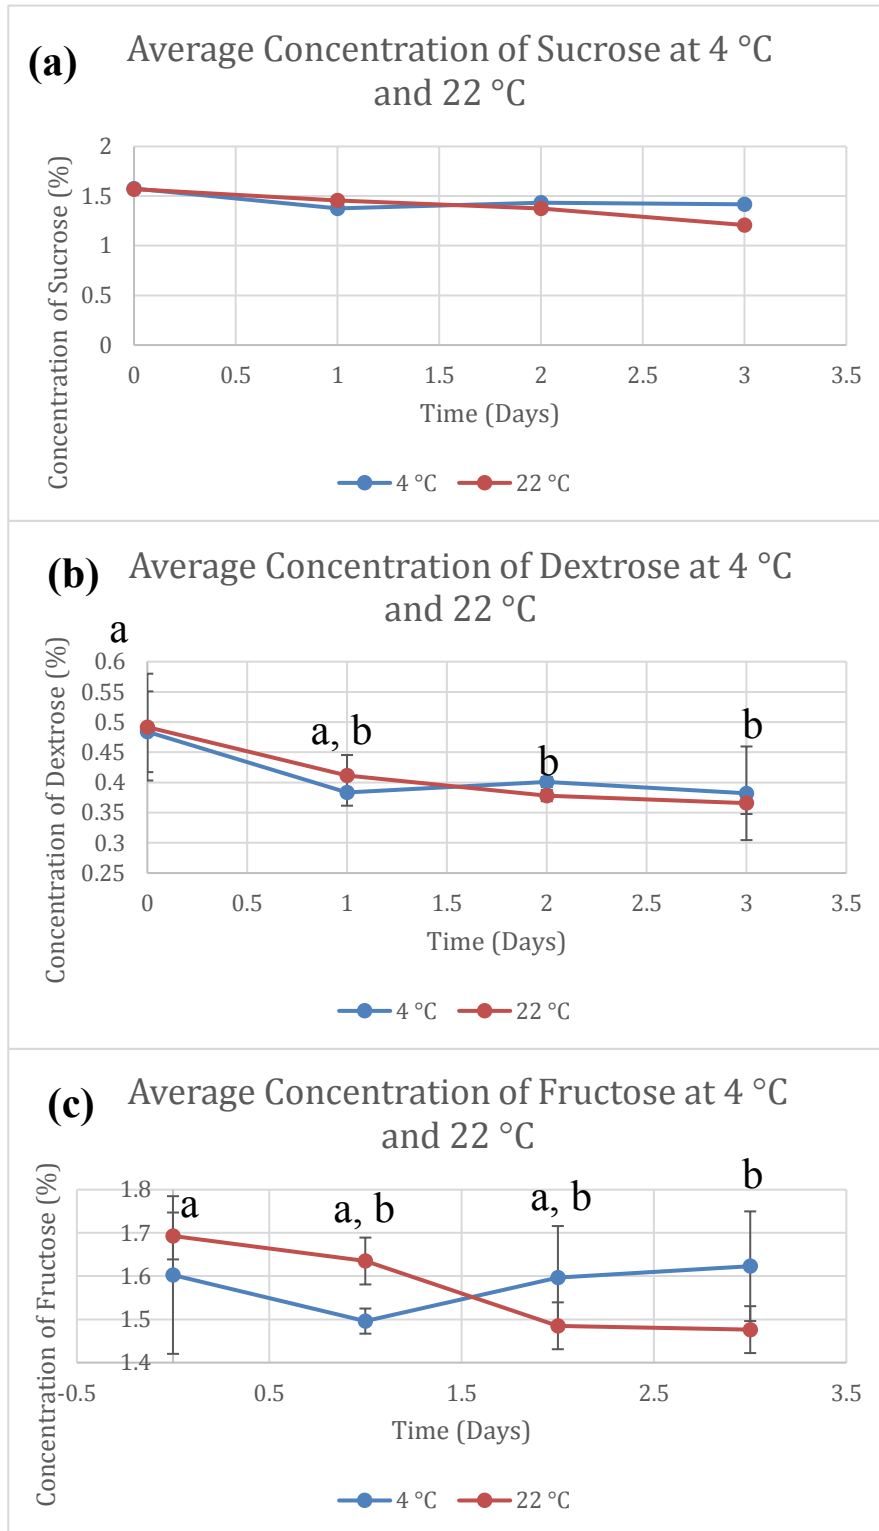 (a)
Average Concentration of Sucrose at 4 °C
and 22 °C
Concentration of Sucrose (%)
2
1.5
1
0.5
0
0 0.5 1 1.5 2 2.5 3 3.5
Time (Days)
4 °C 22 °C
(b)
Average Concentration of Dextrose at 4 °C
and 22 °C
a
Concentration of Dextrose (%)
0.6
0.55
0.5
0.45
0.4
0.35
0.3
0.25
a, b
b
b
0 0.5 1 1.5 2 2.5 3 3.5
Time (Days)
4 °C 22 °C
(c)
Average Concentration of Fructose at 4 °C
and 22 °C
Concentration of Fructose (%)
1.8
1.7
1.6
1.5
1.4
a
a, b
a, b
b
-0.5 0.5 1.5 2.5 3.5
Time (Days)
4 °C 22 °C